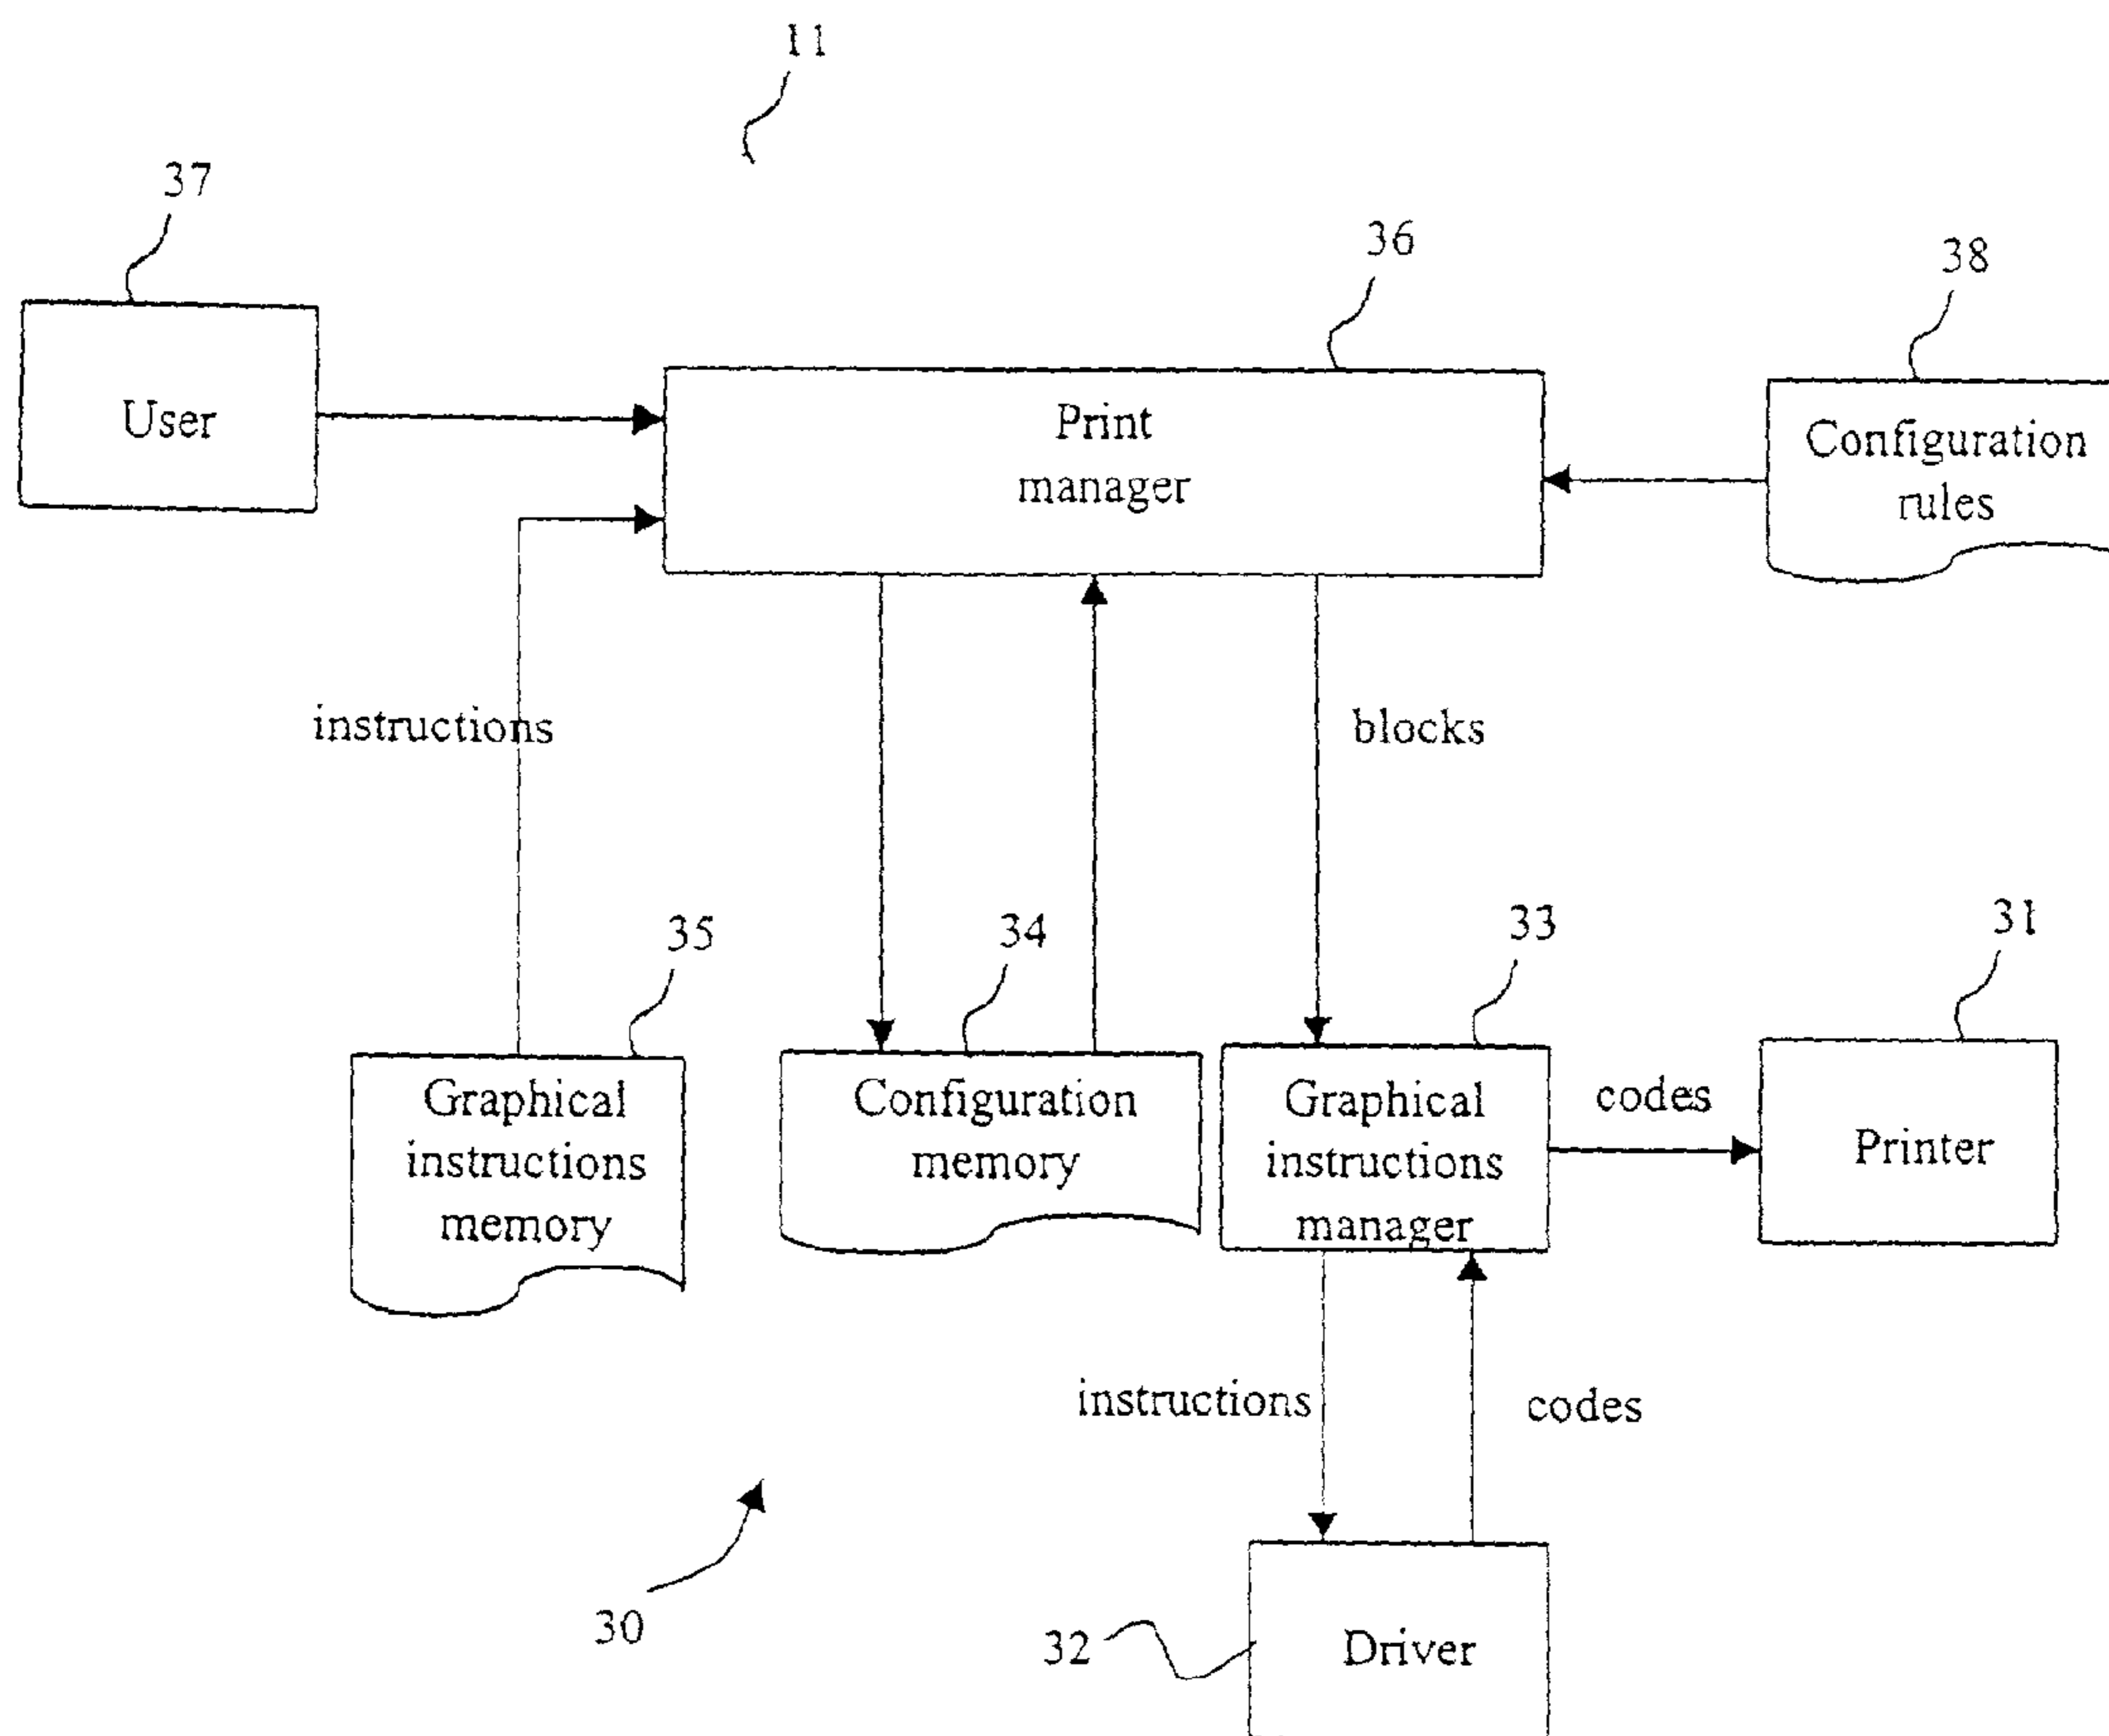 11
37
36
38
User
Print
manager
Configuration
rules
instructions
blocks
35
34
33
31
Graphical
instructions
memory
Configuration
memory
Graphical
instructions
manager
codes
Printer
instructions
codes
30
32
Driver